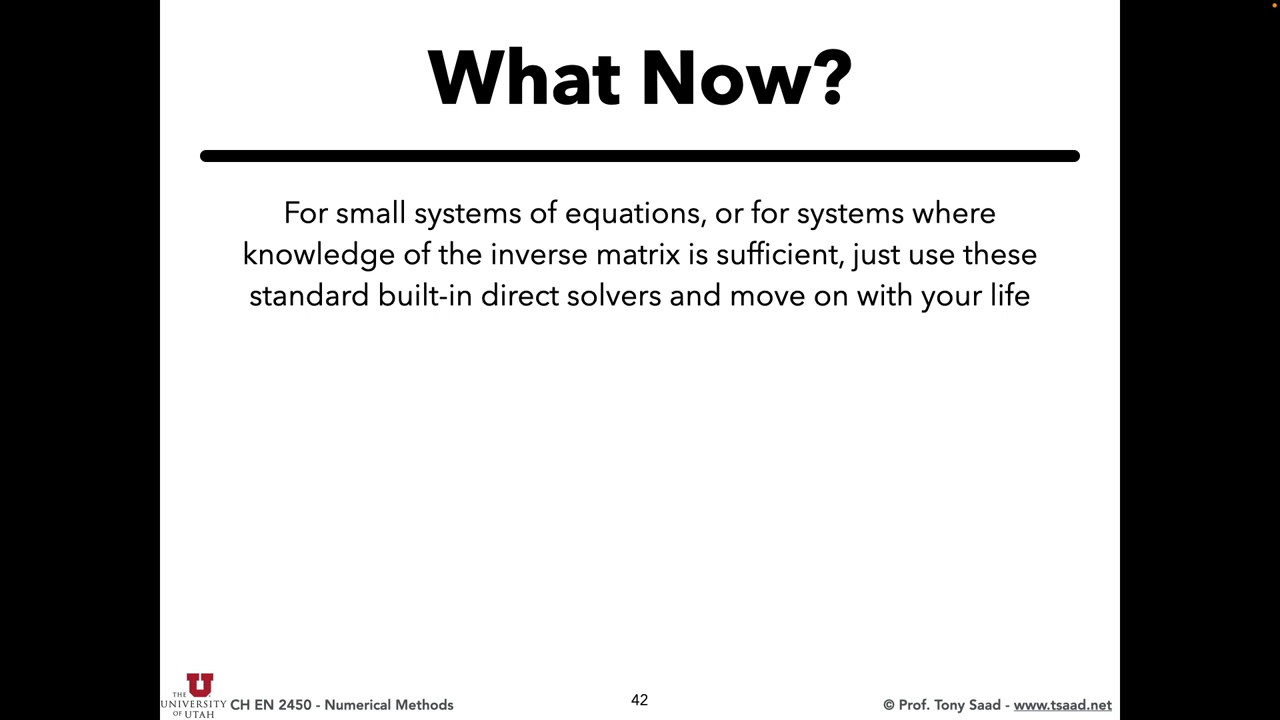 What Now?
For small systems of equations, or for systems where
knowledge of the inverse matrix is sufficient, just use these
standard built-in direct solvers and move on with your life
THE
UNIVERSITY
OF UTAH
CH EN 2450 - Numerical Methods
42
© Prof. Tony Saad - www.tsaad.net